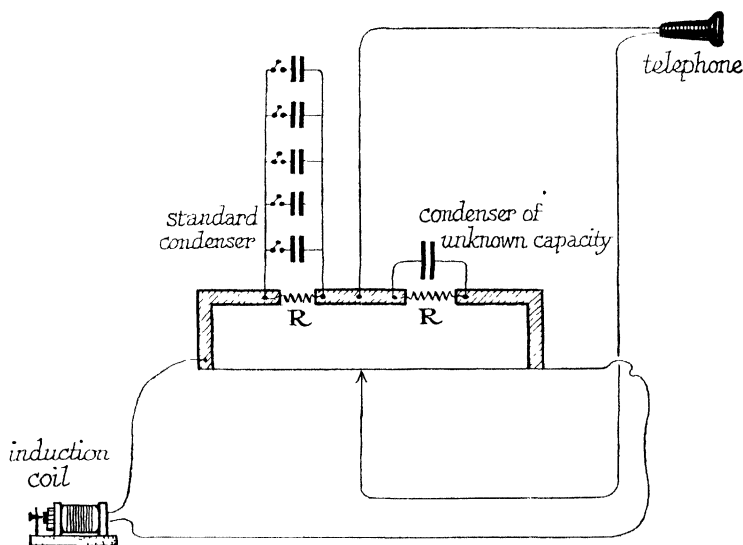 telephone
standard
condenser
condenser of
unknown capacity
R
R
induction
coil